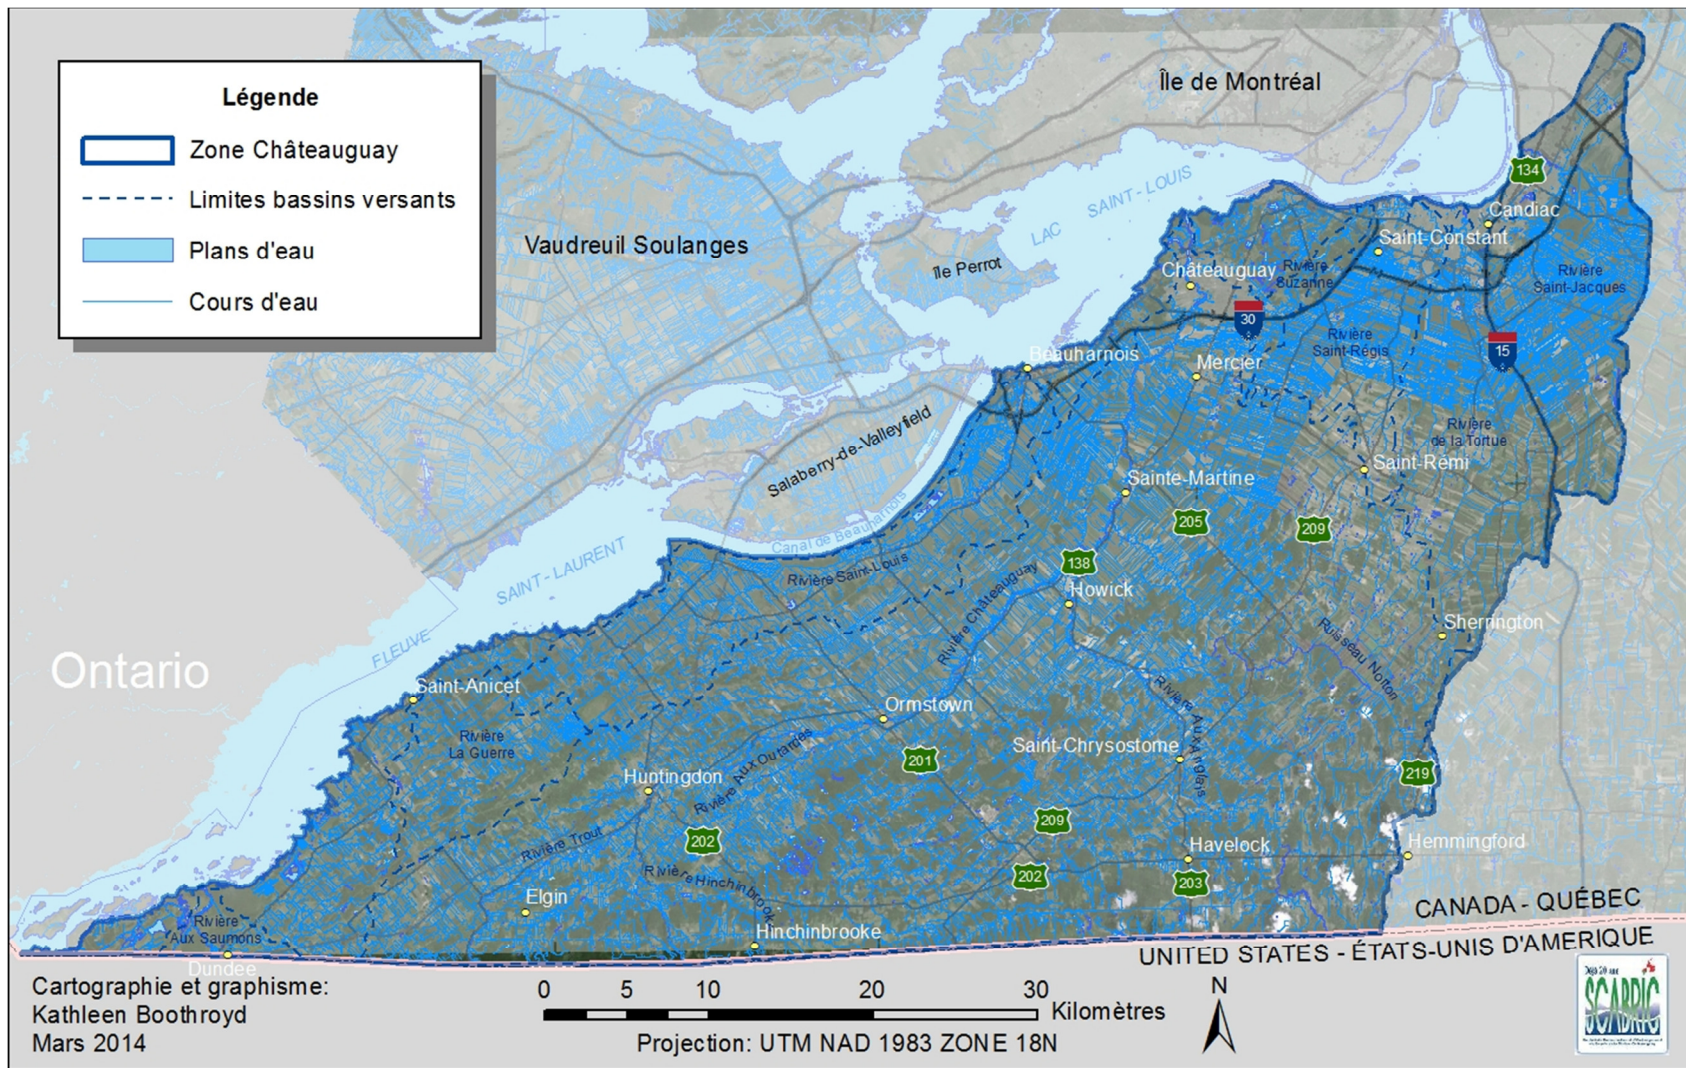 Légende
Zone Châteauguay
Limites bassins versants
Plans d'eau
Cours d'eau
Île de Montréal
Vaudreuil Soulanges
LAC SAINT-LOUIS
île Perrot
134
Candiac
Saint-Constant
Châteauguay
Rivière
Suzanne
Rivière
Saint-Jacques
30
Rivière
Saint-Régis
15
Beauharnois
Mercier
Salaberry-de-Valleyfield
Rivière
de la Tortue
Saint-Rémi
Sainte-Martine
205
209
Canal de Beauharnois
Rivière Saint-Louis
138
Howick
Rivière Châteauguay
FLEUVE SAINT-LAURENT
Ontario
Sherrington
Ruisseau Norton
Saint-Anicet
Rivière
La Guerre
Ormstown
Rivière Aux Anglais
Saint-Chrysostome
201
219
Huntingdon
Rivière Aux Outardes
209
202
Rivière Trout
Havelock
Hemmingford
Rivière Hinchinbrook
202
203
Elgin
Rivière
Aux Saumons
Hinchinbrooke
Dundee
CANADA - QUÉBEC
UNITED STATES - ÉTATS-UNIS D'AMERIQUE
Cartographie et graphisme:
Kathleen Boothroyd
Mars 2014
0 5 10 20 30
Kilomètres
Projection: UTM NAD 1983 ZONE 18N
N
Déjà 20 ans
SCABRIC